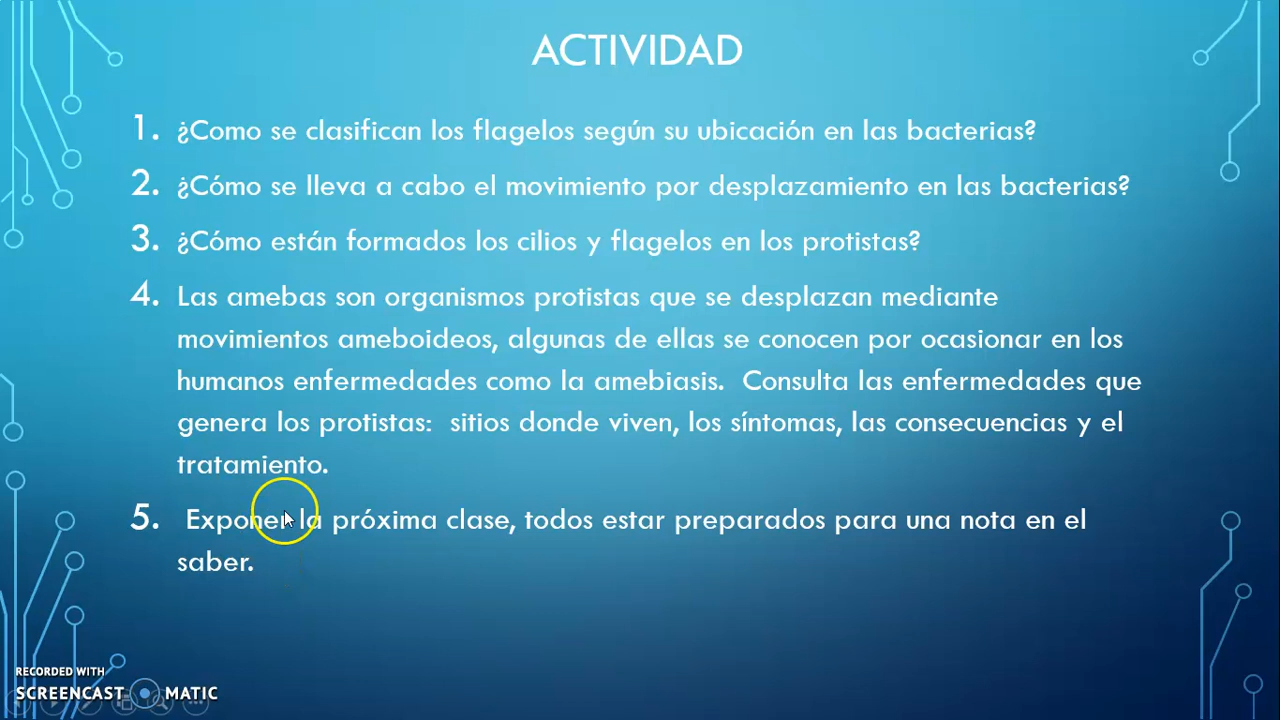 ACTIVIDAD
1. ¿Como se clasifican los flagelos según su ubicación en las bacterias?
2. ¿Cómo se lleva a cabo el movimiento por desplazamiento en las bacterias?
3. ¿Cómo están formados los cilios y flagelos en los protistas?
4. Las amebas son organismos protistas que se desplazan mediante
movimientos ameboideos, algunas de ellas se conocen por ocasionar en los
humanos enfermedades como la amebiasis. Consulta las enfermedades que
genera los protistas: sitios donde viven, los síntomas, las consecuencias y el
tratamiento.
5. Exponer la próxima clase, todos estar preparados para una nota en el
saber.
RECORDED WITH
SCREENCAST MATIC